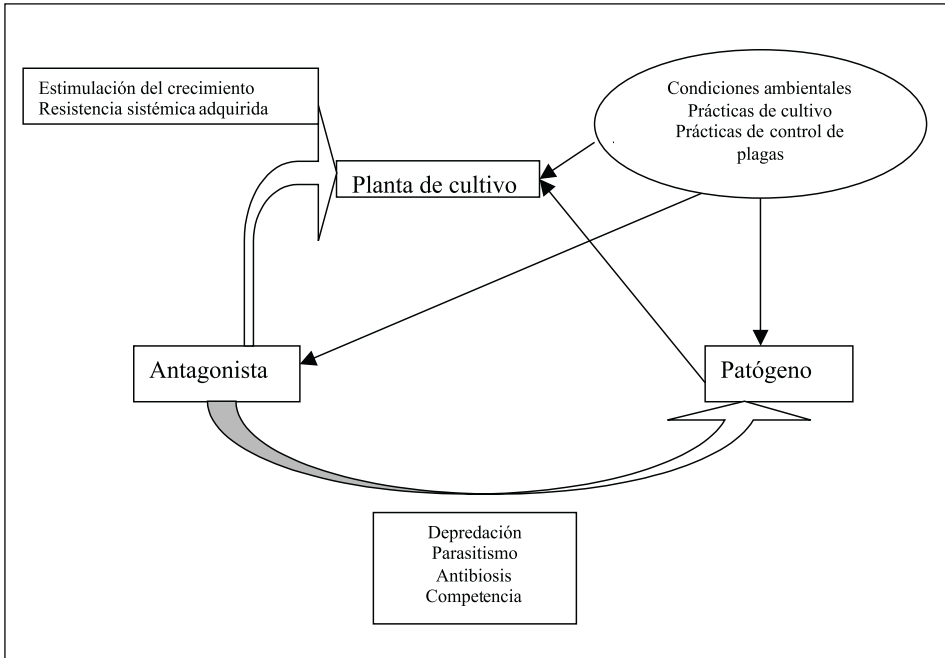 Estimulación del crecimiento
Resistencia sistémica adquirida
Condiciones ambientales
Prácticas de cultivo
Prácticas de control de
plagas
Planta de cultivo
Antagonista
Patógeno
Depredación
Parasitismo
Antibiosis
Competencia